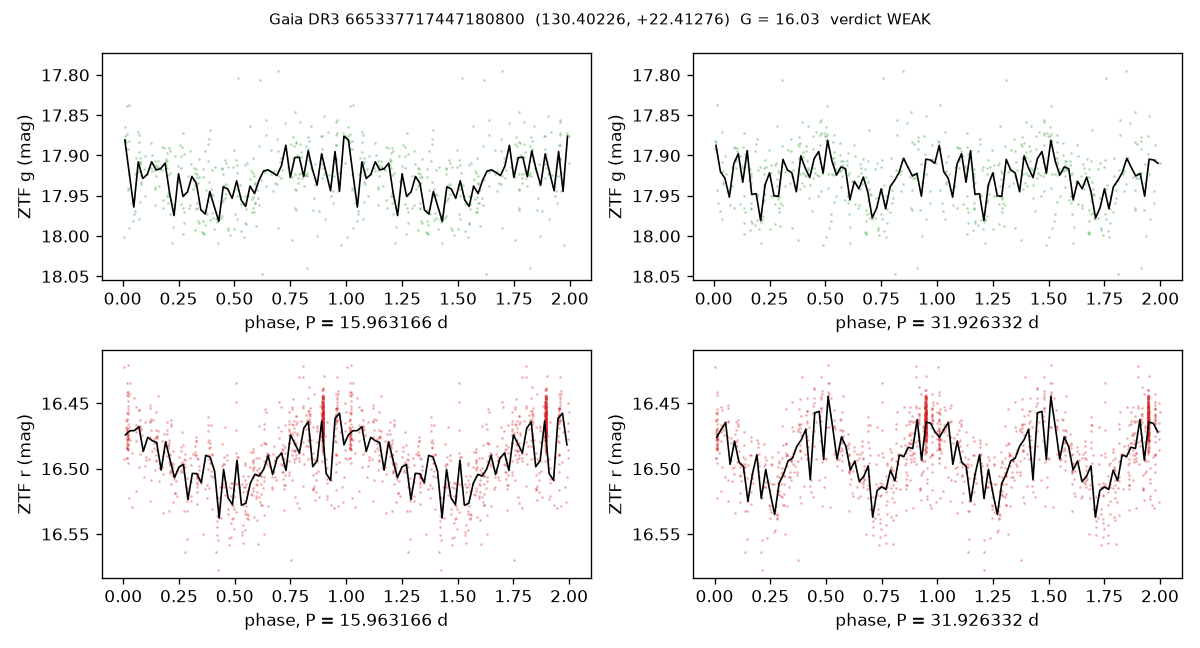 Gaia DR3 665337717447180800  (130.40226, +22.41276)  G = 16.03  verdict WEAK
ZTF g (mag)
17.80
17.85
17.90
17.95
18.00
18.05
0.00 0.25 0.50 0.75 1.00 1.25 1.50 1.75 2.00
phase, P = 15.963166 d
ZTF g (mag)
17.80
17.85
17.90
17.95
18.00
18.05
0.00 0.25 0.50 0.75 1.00 1.25 1.50 1.75 2.00
phase, P = 31.926332 d
ZTF r (mag)
16.45
16.50
16.55
0.00 0.25 0.50 0.75 1.00 1.25 1.50 1.75 2.00
phase, P = 15.963166 d
ZTF r (mag)
16.45
16.50
16.55
0.00 0.25 0.50 0.75 1.00 1.25 1.50 1.75 2.00
phase, P = 31.926332 d